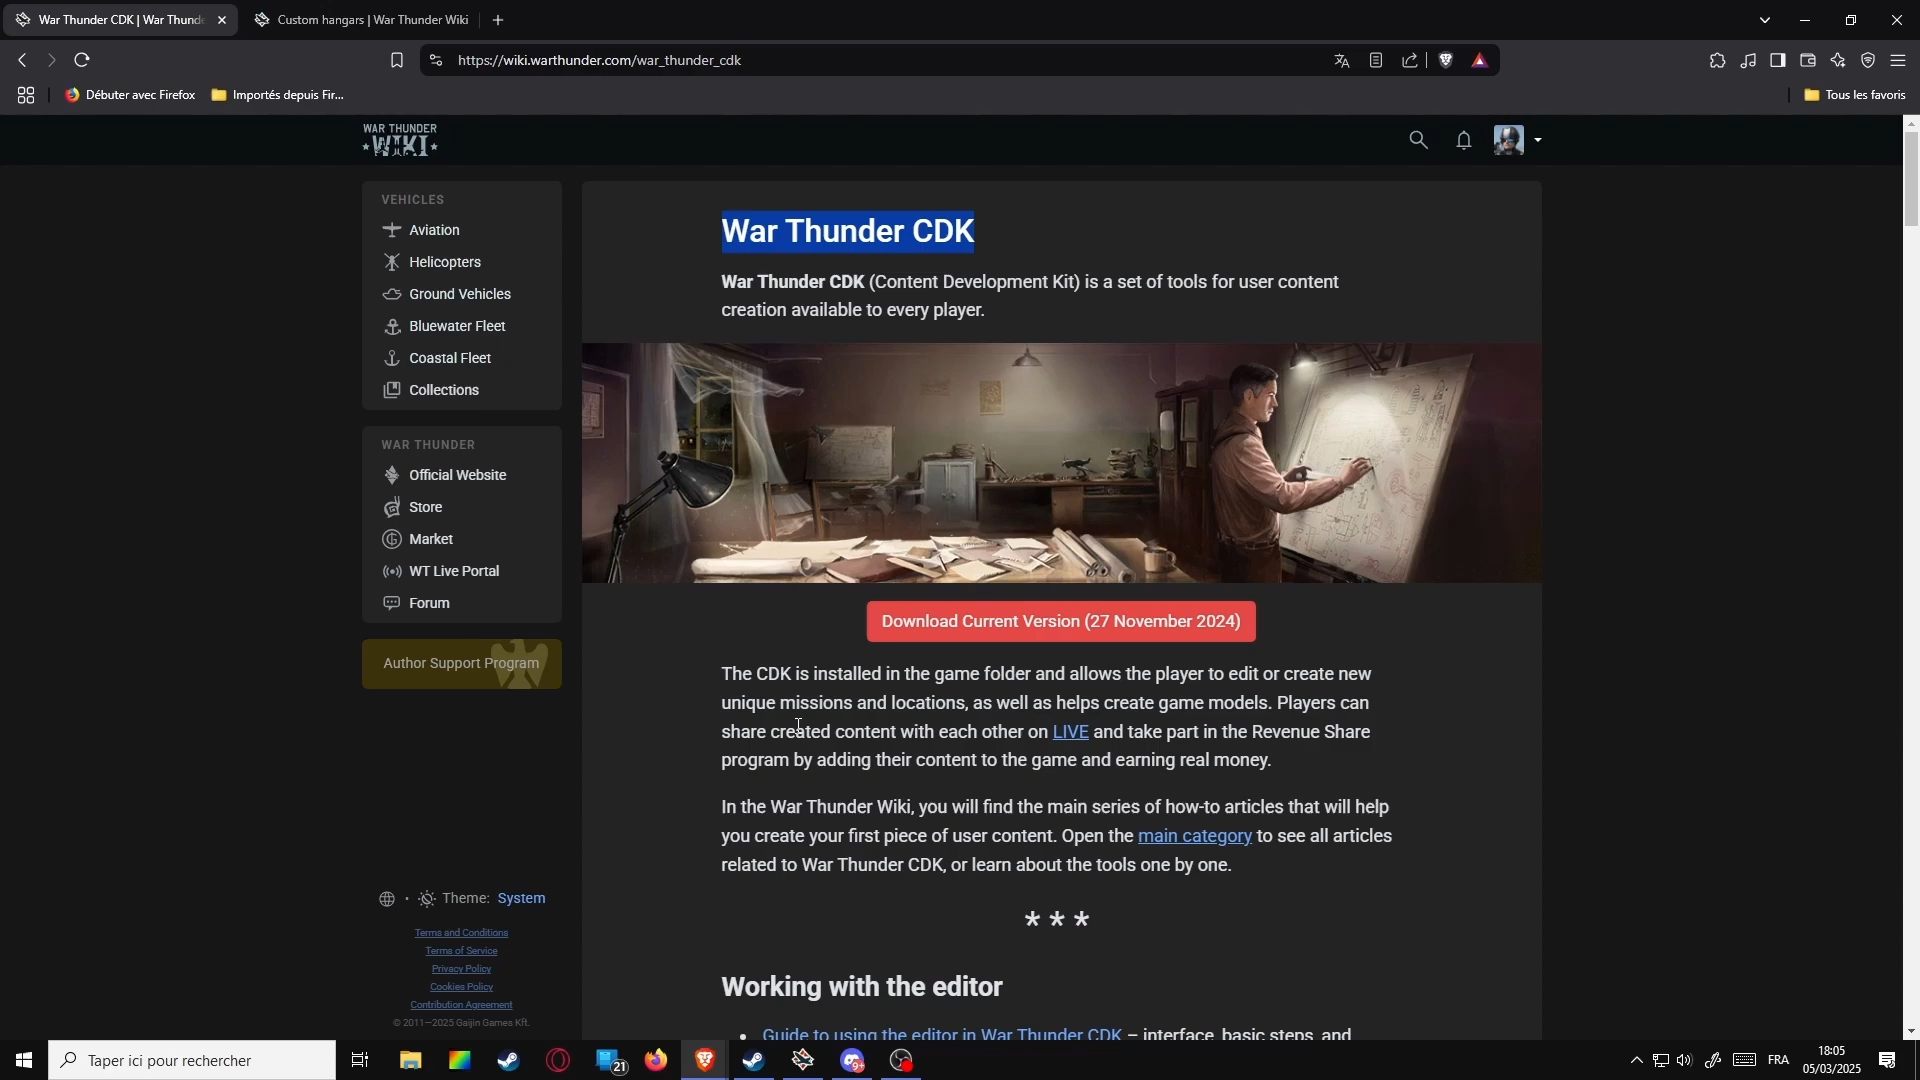 War Thunder CDK | War Thunde
Custom hangars | War Thunder Wiki
https://wiki.warthunder.com/war_thunder_cdk
Débuter avec Firefox
Importés depuis Fir...
Tous les favoris
WAR THUNDER
WIKI
VEHICLES
Aviation
Helicopters
Ground Vehicles
Bluewater Fleet
Coastal Fleet
Collections
WAR THUNDER
Official Website
Store
Market
WT Live Portal
Forum
Author Support Program
Theme: System
Terms and Conditions
Terms of Service
Privacy Policy
Cookies Policy
Contribution Agreement
© 2011—2025 Gaijin Games Kft.
War Thunder CDK
War Thunder CDK (Content Development Kit) is a set of tools for user content
creation available to every player.
Download Current Version (27 November 2024)
The CDK is installed in the game folder and allows the player to edit or create new
unique missions and locations, as well as helps create game models. Players can
share created content with each other on LIVE and take part in the Revenue Share
program by adding their content to the game and earning real money.
In the War Thunder Wiki, you will find the main series of how-to articles that will help
you create your first piece of user content. Open the main category to see all articles
related to War Thunder CDK, or learn about the tools one by one.
* * *
Working with the editor
• Guide to using the editor in War Thunder CDK – interface, basic steps, and
Taper ici pour rechercher
21
9+
FRA
18:05
05/03/2025